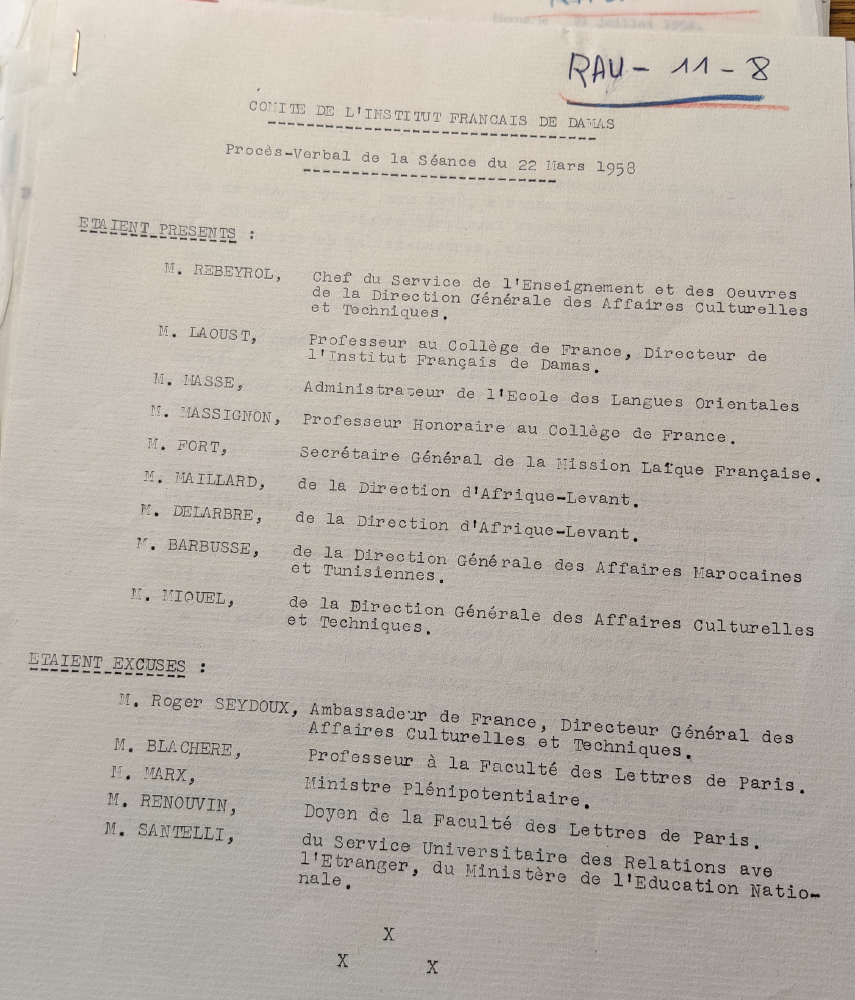 RAU - 11 - 8
COMITE DE L'INSTITUT FRANCAIS DE DAMAS
Procès-Verbal de la Séance du 22 Mars 1958
ETAIENT PRESENTS :
M. REBEYROL, Chef du Service de l'Enseignement et des Oeuvres
de la Direction Générale des Affaires Culturelles
et Techniques.
M. LAOUST, Professeur au Collège de France, Directeur de
l'Institut Français de Damas.
M. MASSE, Administrateur de l'Ecole des Langues Orientales
M. MASSIGNON, Professeur Honoraire au Collège de France.
M. FORT, Secrétaire Général de la Mission Laïque Française.
M. MAILLARD, de la Direction d'Afrique-Levant.
M. DELARBRE, de la Direction d'Afrique-Levant.
M. BARBUSSE, de la Direction Générale des Affaires Marocaines
et Tunisiennes.
M. MIQUEL, de la Direction Générale des Affaires Culturelles
et Techniques.
ETAIENT EXCUSES :
M. Roger SEYDOUX, Ambassadeur de France, Directeur Général des
Affaires Culturelles et Techniques.
M. BLACHERE, Professeur à la Faculté des Lettres de Paris.
M. MARX, Ministre Plénipotentiaire.
M. RENOUVIN, Doyen de la Faculté des Lettres de Paris.
M. SANTELLI, du Service Universitaire des Relations ave
l'Etranger, du Ministère de l'Education Natio-
nale.
X
X X